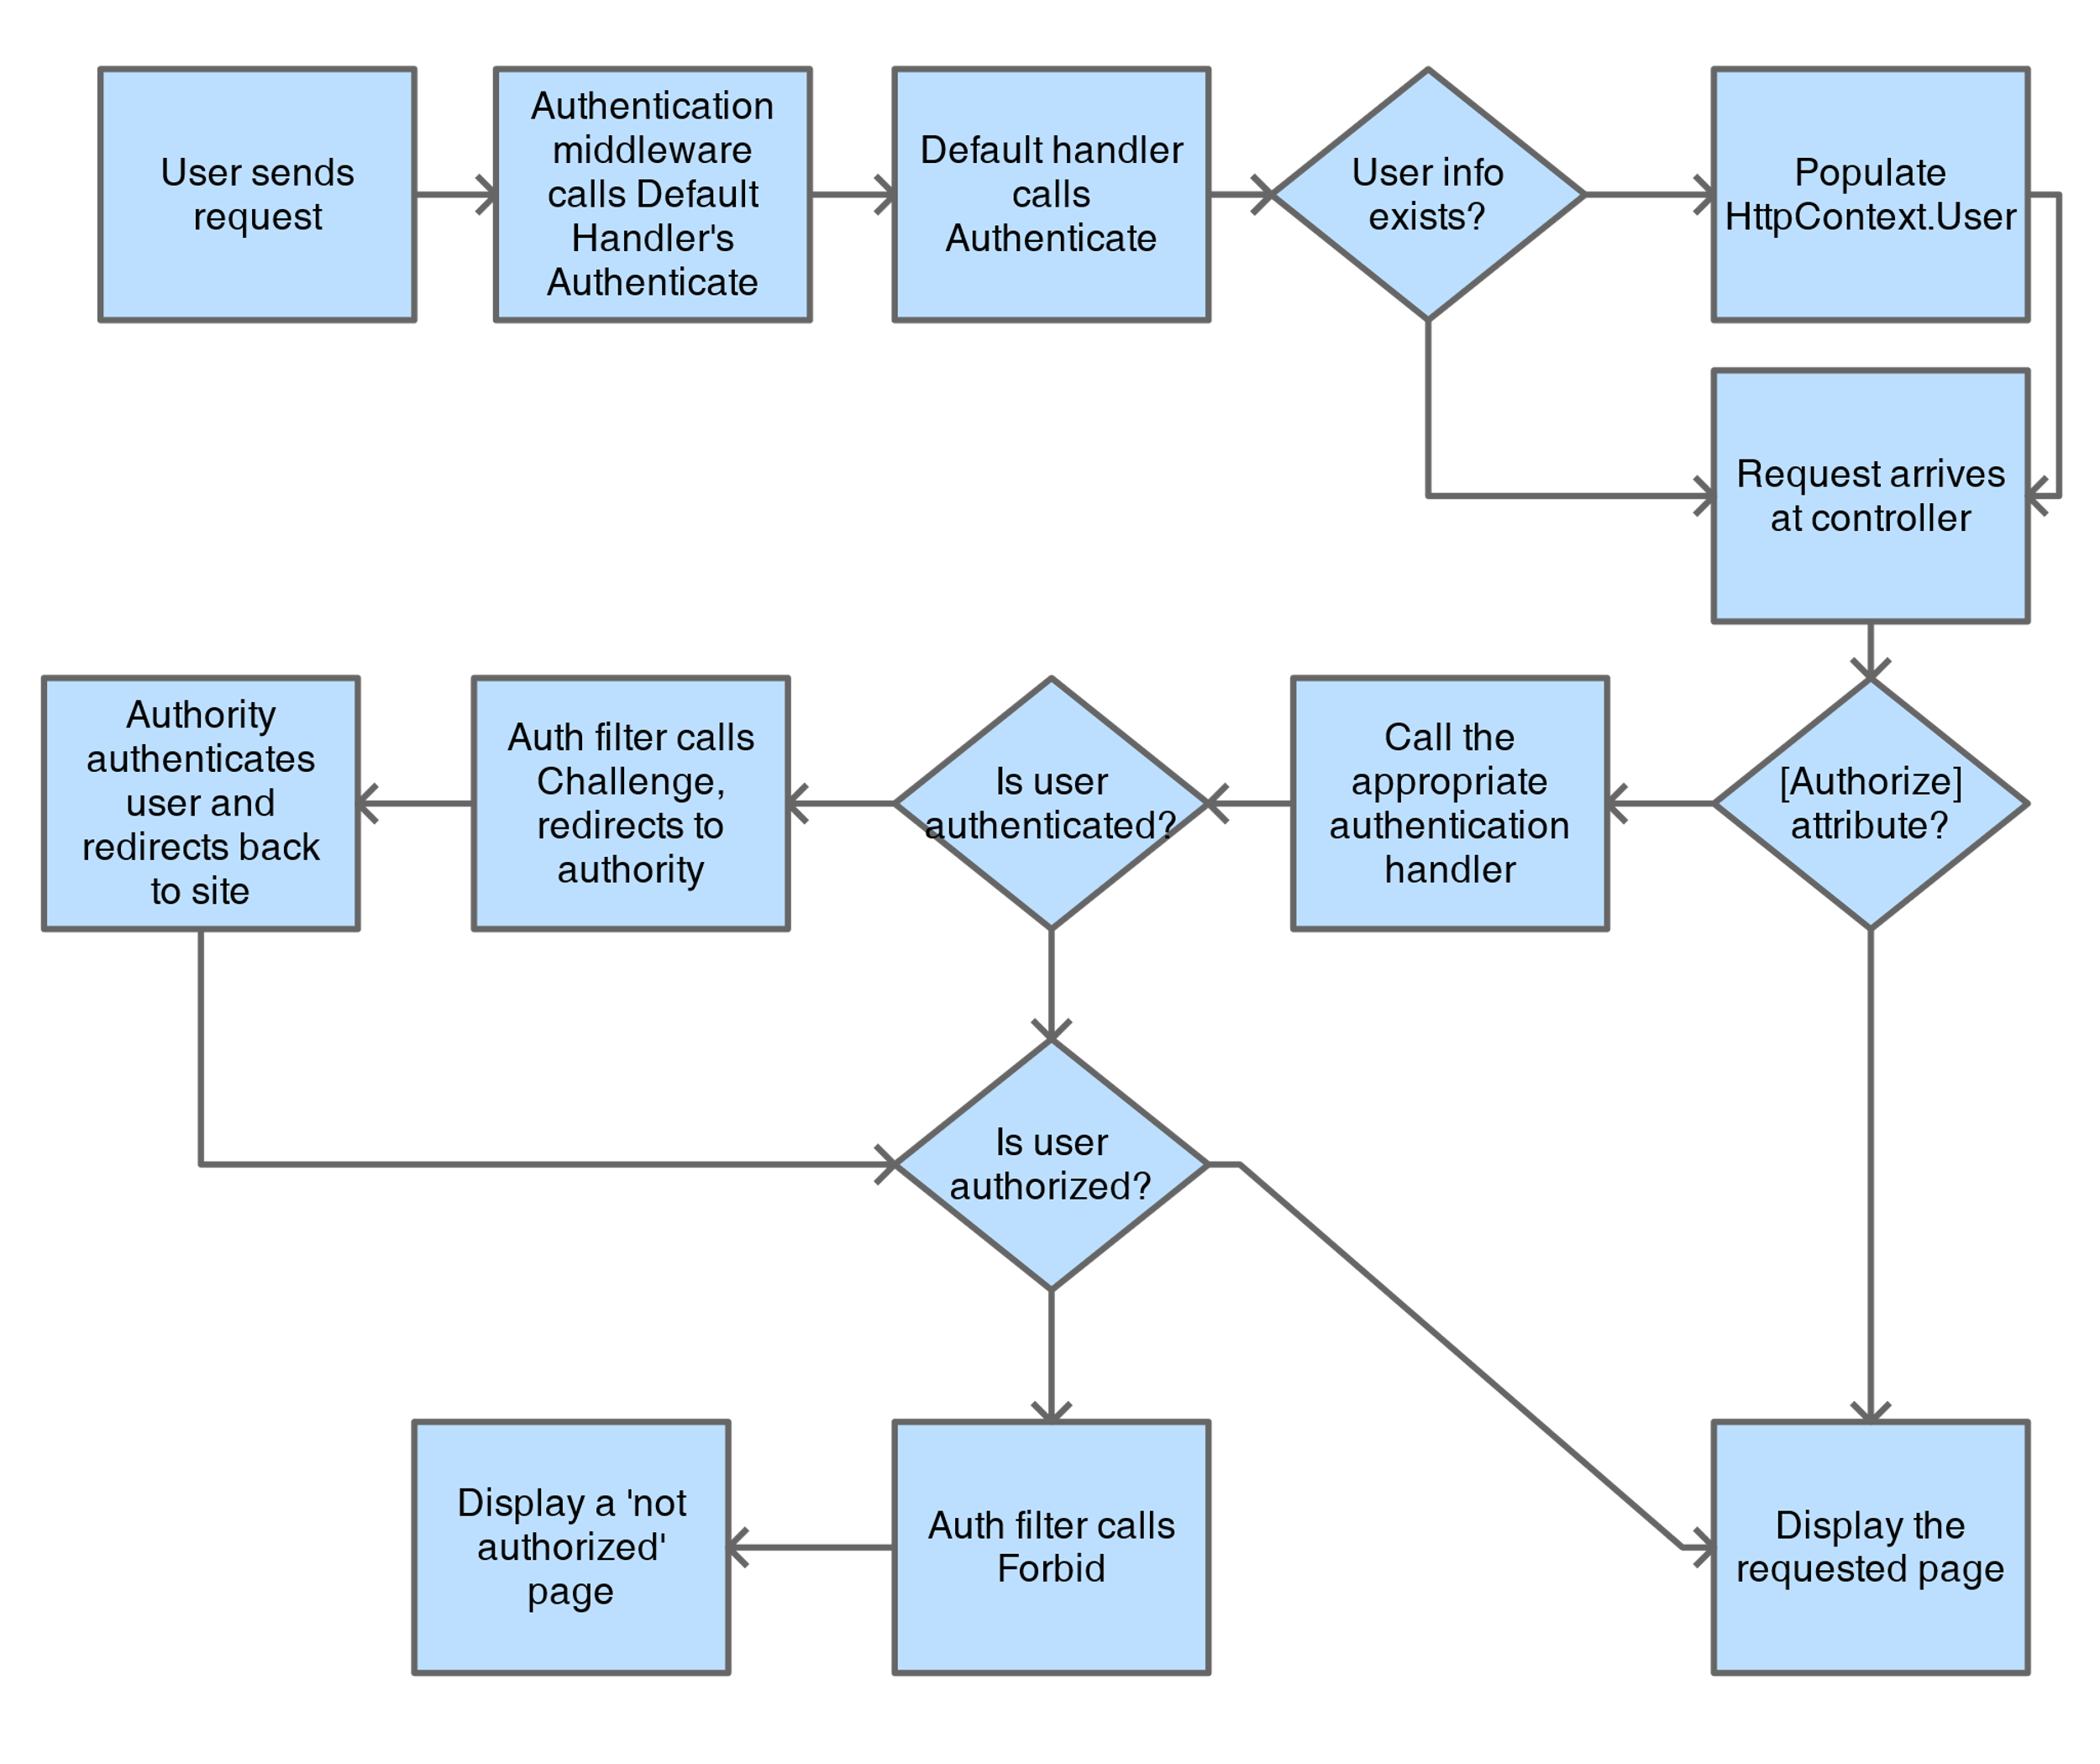 User sends
request
Authentication
middleware
calls Default
Handler's
Authenticate
Default handler
calls
Authenticate
User info
exists?
Populate
HttpContext.User
Request arrives
at controller
Authority
authenticates
user and
redirects back
to site
Auth filter calls
Challenge,
redirects to
authority
Is user
authenticated?
Call the
appropriate
authentication
handler
[Authorize]
attribute?
Is user
authorized?
Display a 'not
authorized'
page
Auth filter calls
Forbid
Display the
requested page